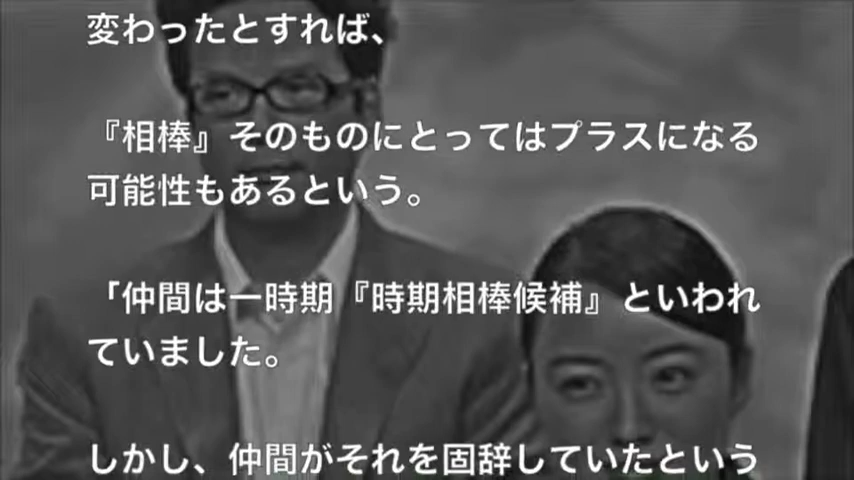 変わったとすれば、
『相棒』そのものにとってはプラスになる
可能性もあるという。
「仲間は一時期『時期相棒候補』といわれ
ていました。
しかし、仲間がそれを固辞していたという